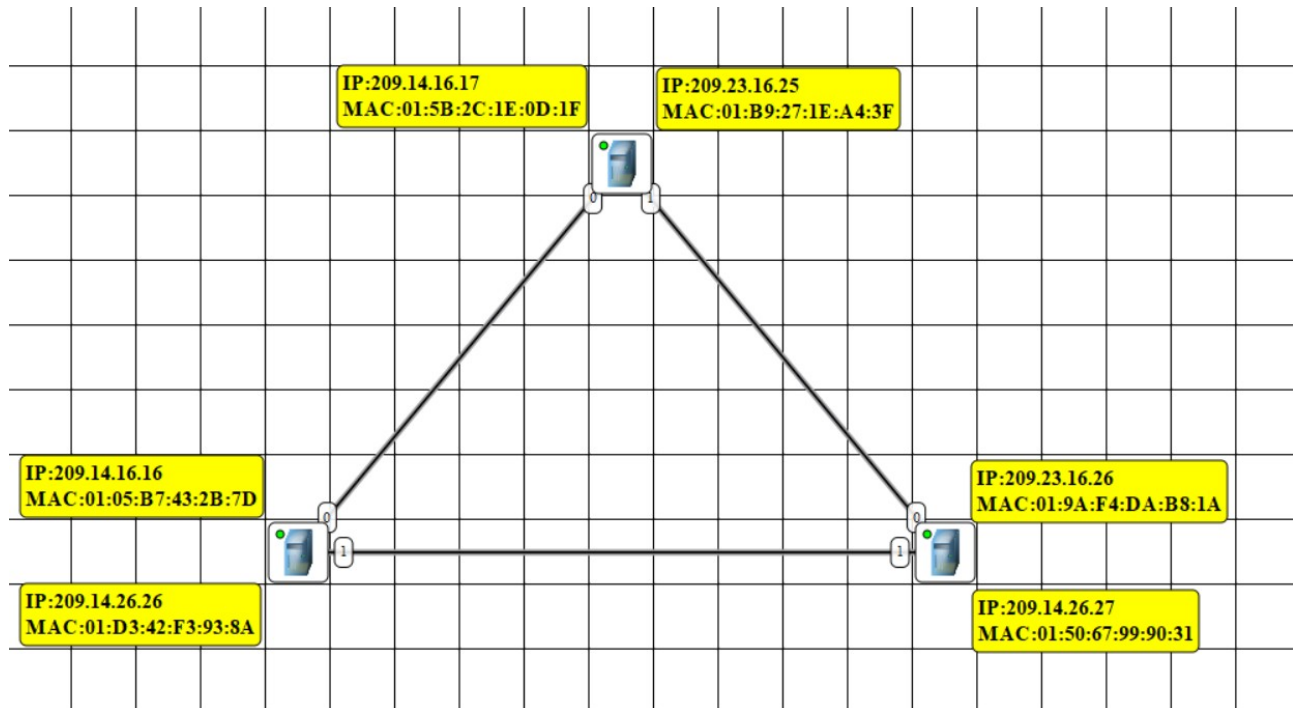 IP:209.14.16.17
MAC:01:5B:2C:1E:0D:1F
IP:209.23.16.25
MAC:01:B9:27:1E:A4:3F
0
1
IP:209.14.16.16
MAC:01:05:B7:43:2B:7D
IP:209.23.16.26
MAC:01:9A:F4:DA:B8:1A
0
0
1
1
IP:209.14.26.26
MAC:01:D3:42:F3:93:8A
IP:209.14.26.27
MAC:01:50:67:99:90:31